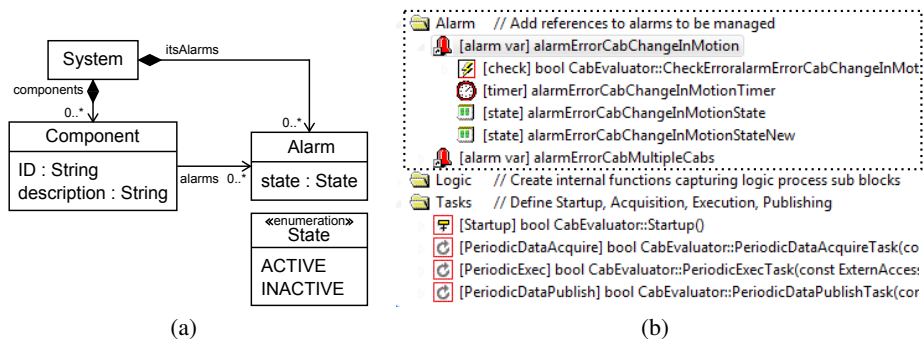 System
itsAlarms
components
0..*
0..*
Component
ID : String
description : String
alarms
0..*
Alarm
state : State
«enumeration»
State
ACTIVE
INACTIVE
(a)
Alarm // Add references to alarms to be managed
[alarm var] alarmErrorCabChangeInMotion
[check] bool CabEvaluator::CheckErroralarmErrorCabChangeInMot
[timer] alarmErrorCabChangeInMotionTimer
[state] alarmErrorCabChangeInMotionState
[state] alarmErrorCabChangeInMotionStateNew
[alarm var] alarmErrorCabMultipleCabs
Logic // Create internal functions capturing logic process sub blocks
Tasks // Define Startup, Acquisition, Execution, Publishing
[Startup] bool CabEvaluator::Startup()
[PeriodicDataAcquire] bool CabEvaluator::PeriodicDataAcquireTask(co
[PeriodicExec] bool CabEvaluator::PeriodicExecTask(const ExternAcces
[PeriodicDataPublish] bool CabEvaluator::PeriodicDataPublishTask(cor
(b)